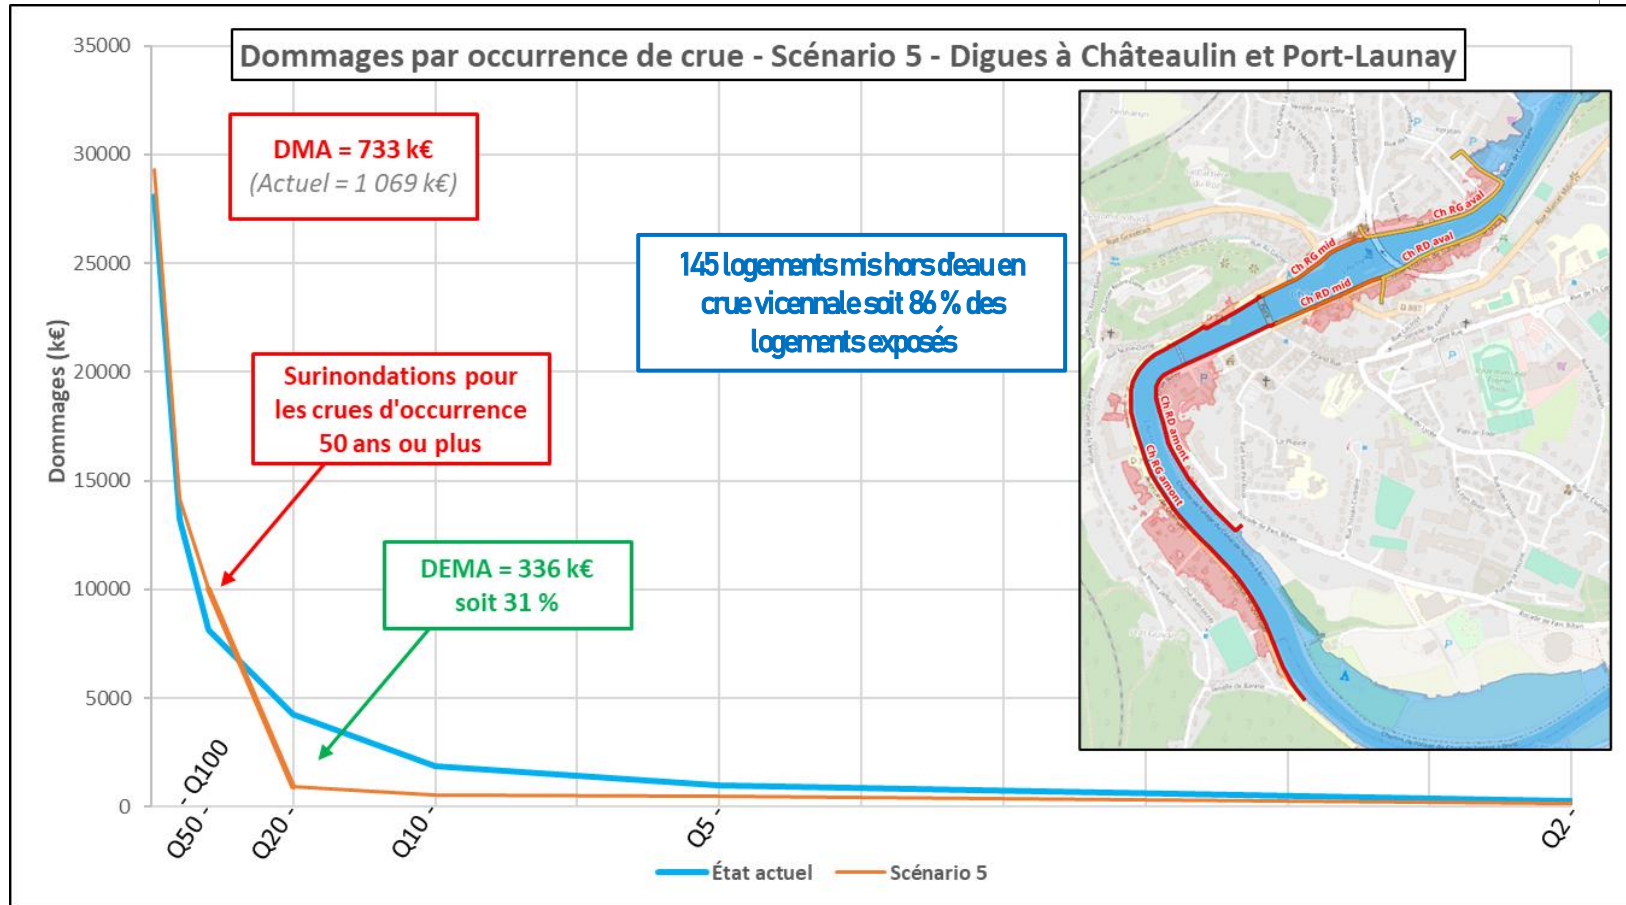 Dommages par occurrence de crue - Scénario 5 - Digues à Châteaulin et Port-Launay
Dommages (k€)
35000
30000
25000
20000
15000
10000
5000
0
DMA = 733 k€
(Actuel = 1 069 k€)
145 logements mis hors d'eau en
crue vicennale soit 86 % des
logements exposés
Surinondations pour
les crues d'occurrence
50 ans ou plus
DEMA = 336 k€
soit 31 %
Ch RG aval
Ch RD aval
Ch RG mid
Ch RD mid
Ch RD amont
Ch RG amont
D 887
- Q100
Q50 -
Q20 -
Q10 -
Q5 -
Q2 -
État actuel
Scénario 5